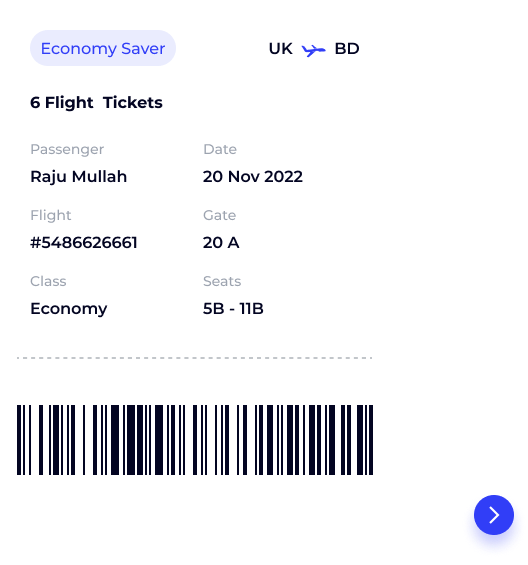 Economy Saver
UK BD
6 Flight  Tickets
Passenger
Date
Raju Mullah
20 Nov 2022
Flight
Gate
#5486626661
20 A
Class
Seats
Economy
5B - 11B